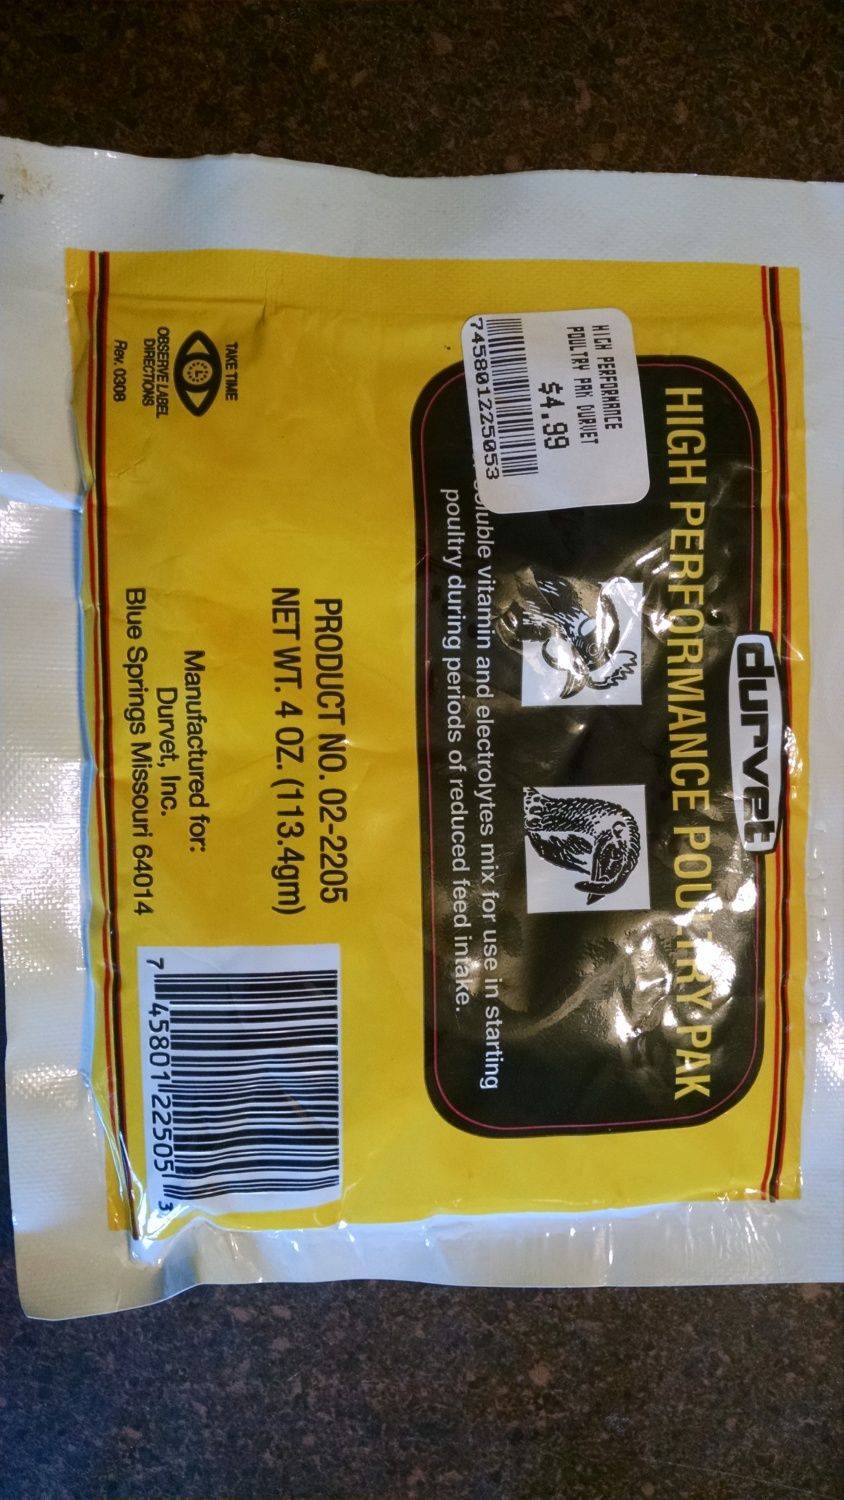 durvet
HIGH PERFORMANCE POULTRY PAK
HIGH PERFORMANCE
POULTRY PAK DURVET
$4.99
745801225053
soluble vitamin and electrolytes mix for use in starting
poultry during periods of reduced feed intake.
PRODUCT NO. 02-2205
NET WT. 4 OZ. (113.4gm)
TAKE TIME
OBSERVE LABEL
DIRECTIONS
Rev. 0308
Manufactured for:
Durvet, Inc.
Blue Springs Missouri 64014
7 45801 22505 3